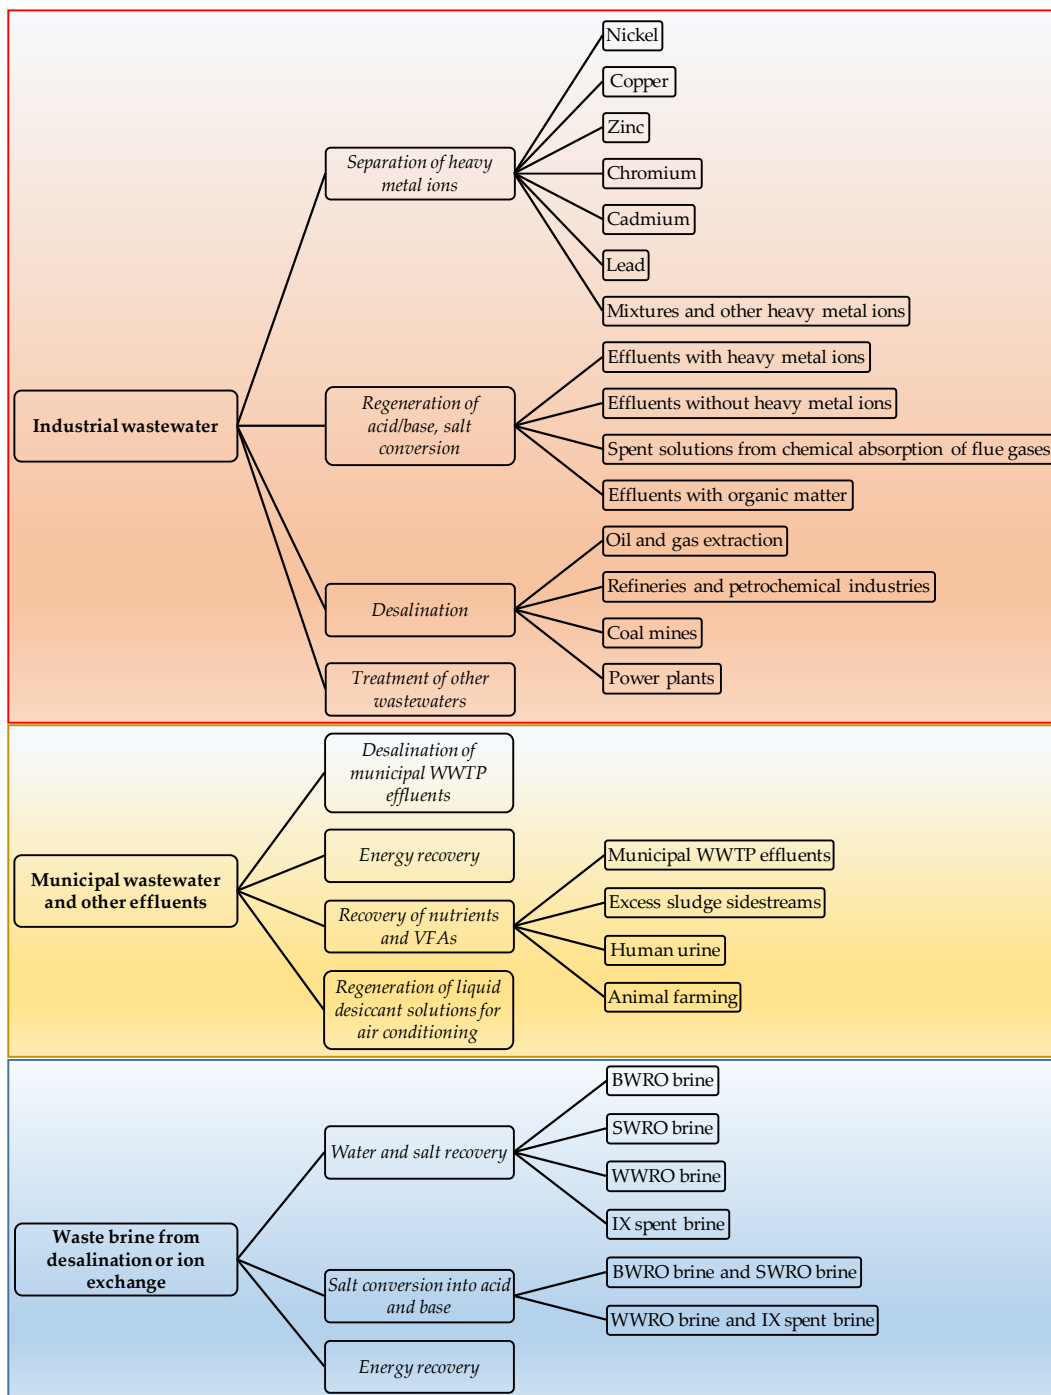 Nickel
Copper
Zinc
Separation of heavy
metal ions
Chromium
Cadmium
Lead
Mixtures and other heavy metal ions
Industrial wastewater
Regeneration of
acid/base, salt
conversion
Effluents with heavy metal ions
Effluents without heavy metal ions
Spent solutions from chemical absorption of flue gases
Effluents with organic matter
Desalination
Oil and gas extraction
Refineries and petrochemical industries
Coal mines
Power plants
Treatment of other
wastewaters
Municipal wastewater
and other effluents
Desalination of
municipal WWTP
effluents
Energy recovery
Recovery of nutrients
and VFAs
Municipal WWTP effluents
Excess sludge sidestreams
Human urine
Animal farming
Regeneration of liquid
desiccant solutions for
air conditioning
Waste brine from
desalination or ion
exchange
Water and salt recovery
BWRO brine
SWRO brine
WWRO brine
IX spent brine
Salt conversion into acid
and base
BWRO brine and SWRO brine
WWRO brine and IX spent brine
Energy recovery